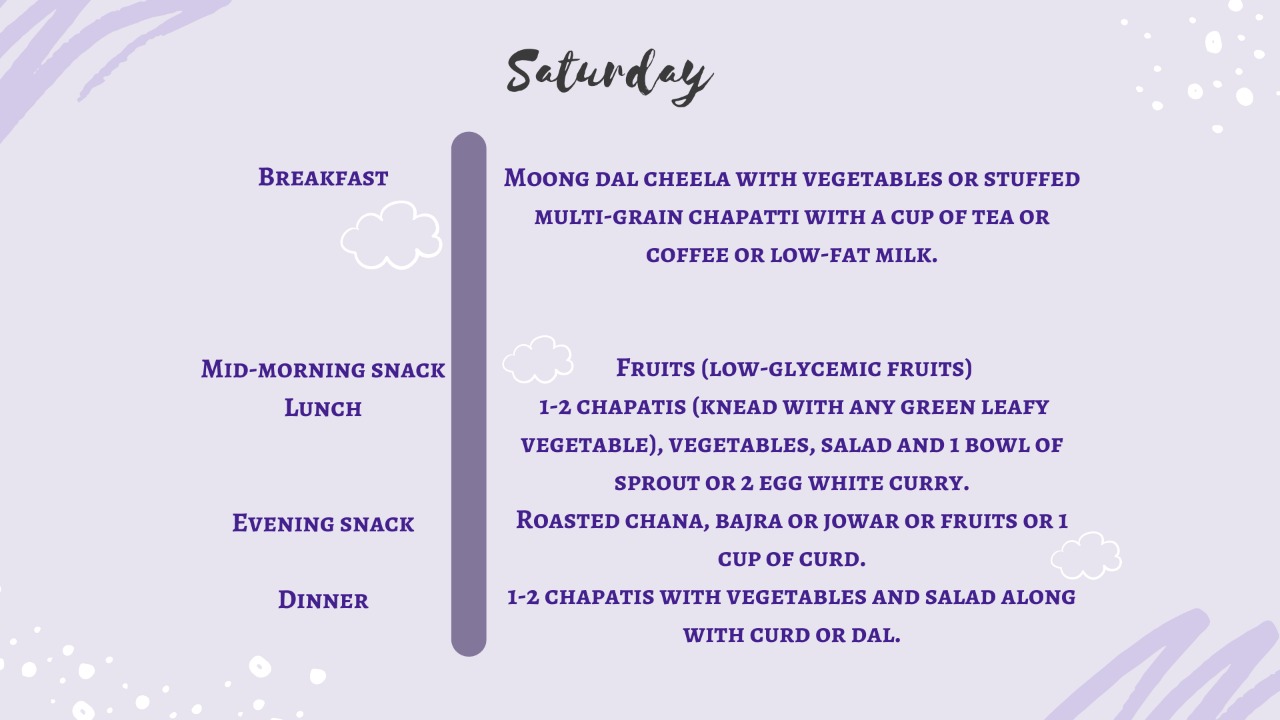 Saturday
Breakfast
Moong dal cheela with vegetables or stuffed
multi-grain chapatti with a cup of tea or
coffee or low-fat milk.
Mid-morning snack
Fruits (low-glycemic fruits)
Lunch
1-2 chapatis (knead with any green leafy
vegetable), vegetables, salad and 1 bowl of
sprout or 2 egg white curry.
Evening snack
Roasted chana, bajra or jowar or fruits or 1
cup of curd.
Dinner
1-2 chapatis with vegetables and salad along
with curd or dal.